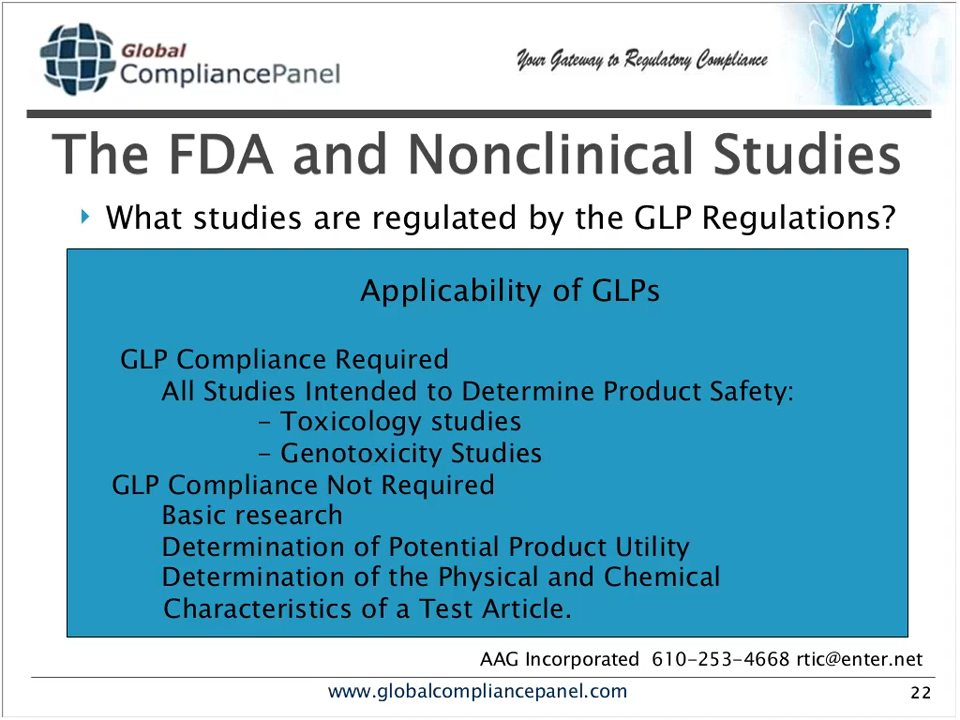 Global
CompliancePanel
Your Gateway to Regulatory Compliance
The FDA and Nonclinical Studies
What studies are regulated by the GLP Regulations?
Applicability of GLPs
GLP Compliance Required
All Studies Intended to Determine Product Safety:
- Toxicology studies
- Genotoxicity Studies
GLP Compliance Not Required
Basic research
Determination of Potential Product Utility
Determination of the Physical and Chemical
Characteristics of a Test Article.
AAG Incorporated 610-253-4668 rtic@enter.net
www.globalcompliancepanel.com
22